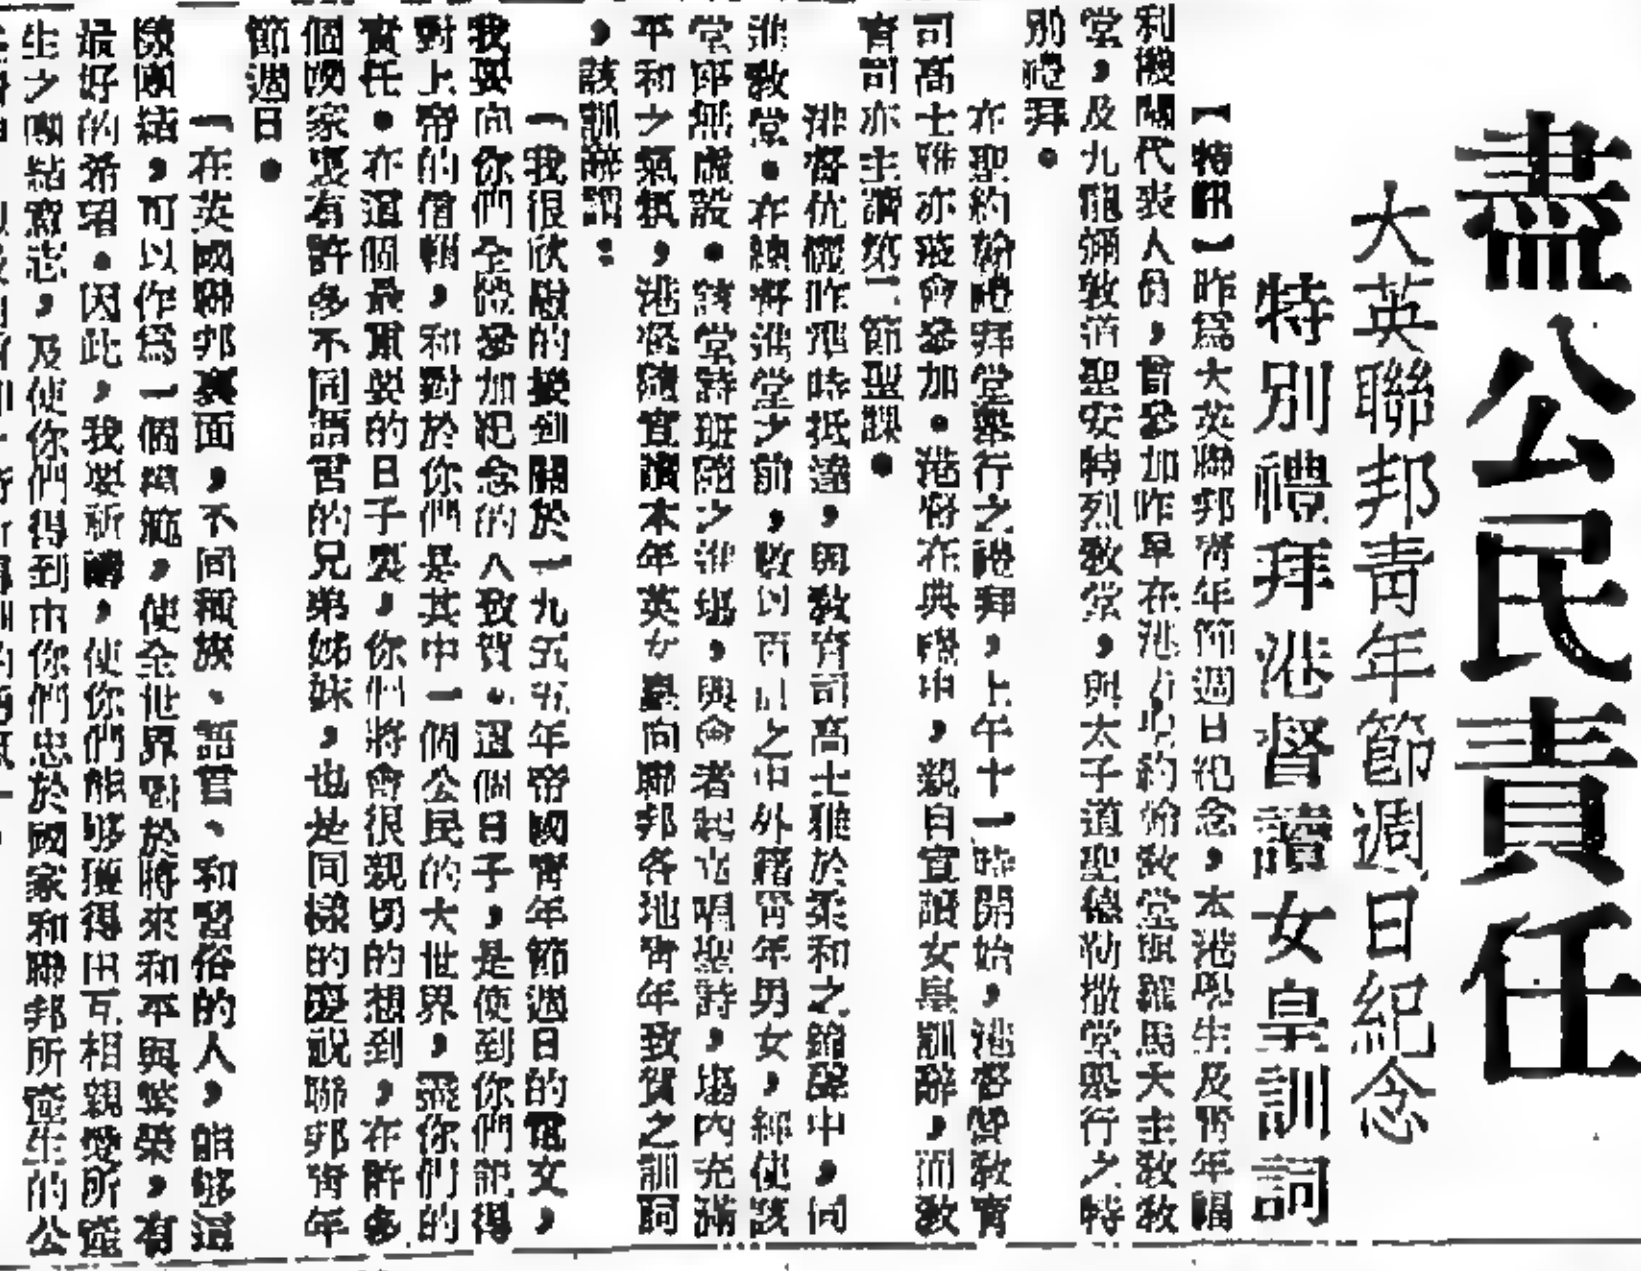 盡公民責任
大英聯邦青年節週日紀念
特別禮拜港督讀女皇訓詞
【特訊】昨為大英聯邦青年節週日紀念,本港學生及青年福
利機關代表人員,曾參加昨早在港方聖約翰教堂與羅馬天主教教
堂,及九龍彌敦道聖安特烈教堂,與太子道聖德勒撒堂舉行之特
別禮拜。
在聖約翰禮拜堂舉行之禮拜,上午十一時開始,港督暨教育
司高士雅亦蒞會參加。港督在典禮中,親自宣讀女皇訓辭,而教
育司亦主讀第二節聖課。
港督伉儷昨準時抵達,與教育司高士雅於柔和之鐘聲中,同
進教堂。在總督進堂之前,數以百計之中外籍青年男女,經使該
堂座無虛設。該堂詩班隨之進場,與會者起立唱聖詩,場內充滿
平和之氣氛,港督隨宣讀本年英女皇向聯邦各地青年致賀之訓詞
,該訓辭謂:
「我很欣慰的接到關於一九五五年帝國青年節週日的電文,
我要向你們全體參加紀念的人致賀。這個日子,是使到你們記得
對上帝的信賴,和對於你們是其中一個公民的大世界,盡你們的
責任。在這個最重要的日子裏,你們將會很親切的想到,在許多
個國家裏有許多不同語言的兄弟姊妹,也是同樣的慶祝聯邦青年
節週日。
「在英國聯邦裏面,不同種族、語言、和習俗的人,能够這
樣團結,可以作為一個模範,使全世界對於將來和平與繁榮,有
最好的希望。因此,我要祈禱,使你們能够獲得由互相親愛所產
生之團結意志,及使你們得到由你們忠於國家和聯邦所產生的公